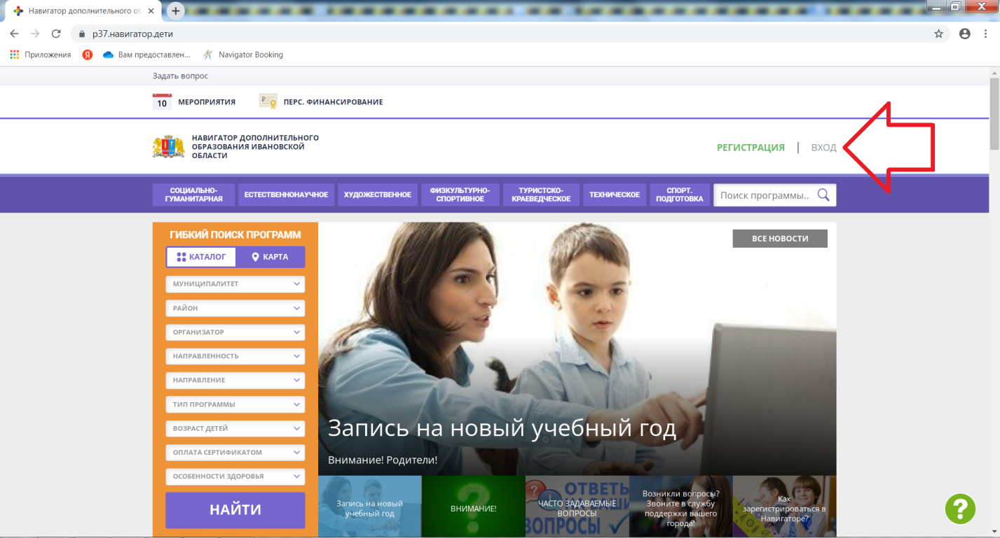 Навигатор дополнительного об
р37.навигатор.дети
Приложения
Я
Вам предоставлен...
Navigator Booking
Задать вопрос
10 МЕРОПРИЯТИЯ
ПЕРС. ФИНАНСИРОВАНИЕ
НАВИГАТОР ДОПОЛНИТЕЛЬНОГО
ОБРАЗОВАНИЯ ИВАНОВСКОЙ
ОБЛАСТИ
РЕГИСТРАЦИЯ | ВХОД
СОЦИАЛЬНО-
ГУМАНИТАРНАЯ
ЕСТЕСТВЕННОНАУЧНОЕ
ХУДОЖЕСТВЕННОЕ
ФИЗКУЛЬТУРНО-
СПОРТИВНОЕ
ТУРИСТСКО-
КРАЕВЕДЧЕСКОЕ
ТЕХНИЧЕСКОЕ
СПОРТ.
ПОДГОТОВКА
Поиск программы..
ГИБКИЙ ПОИСК ПРОГРАММ
КАТАЛОГ
КАРТА
МУНИЦИПАЛИТЕТ
РАЙОН
ОРГАНИЗАТОР
НАПРАВЛЕННОСТЬ
НАПРАВЛЕНИЕ
ТИП ПРОГРАММЫ
ВОЗРАСТ ДЕТЕЙ
ОПЛАТА СЕРТИФИКАТОМ
ОСОБЕННОСТИ ЗДОРОВЬЯ
НАЙТИ
ВСЕ НОВОСТИ
Запись на новый учебный год
Внимание! Родители!
Запись на новый
учебный год
ВНИМАНИЕ!
ОТВЕТЫ
ЧАСТО ЗАДАВАЕМЫЕ
ВОПРОСЫ
ВОПРОСЫ
Возникли вопросы?
Звоните в службу
поддержки вашего
города!
Как
зарегистрироваться в
Навигаторе?
?